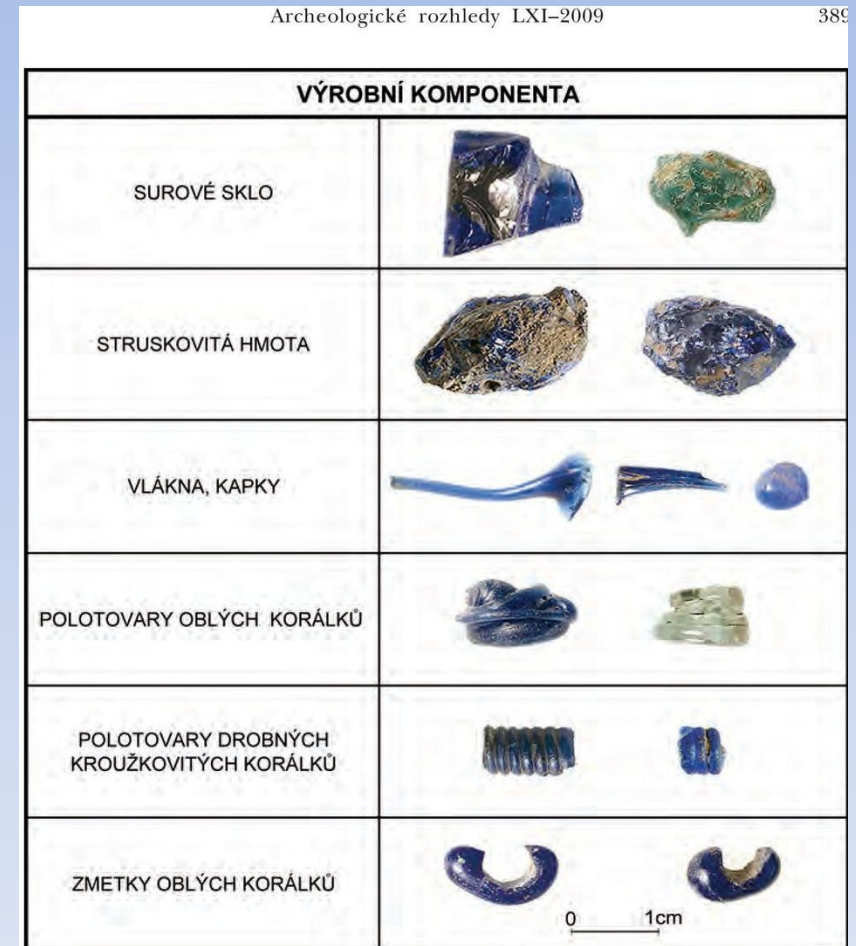 Archeologické rozhledy LXI–2009
389
VÝROBNÍ KOMPONENTA
SUROVÉ SKLO
STRUSKOVITÁ HMOTA
VLÁKNA, KAPKY
POLOTOVARY OBLÝCH KORÁLKŮ
POLOTOVARY DROBNÝCH
KROUŽKOVITÝCH KORÁLKŮ
ZMETKY OBLÝCH KORÁLKŮ
0 1cm